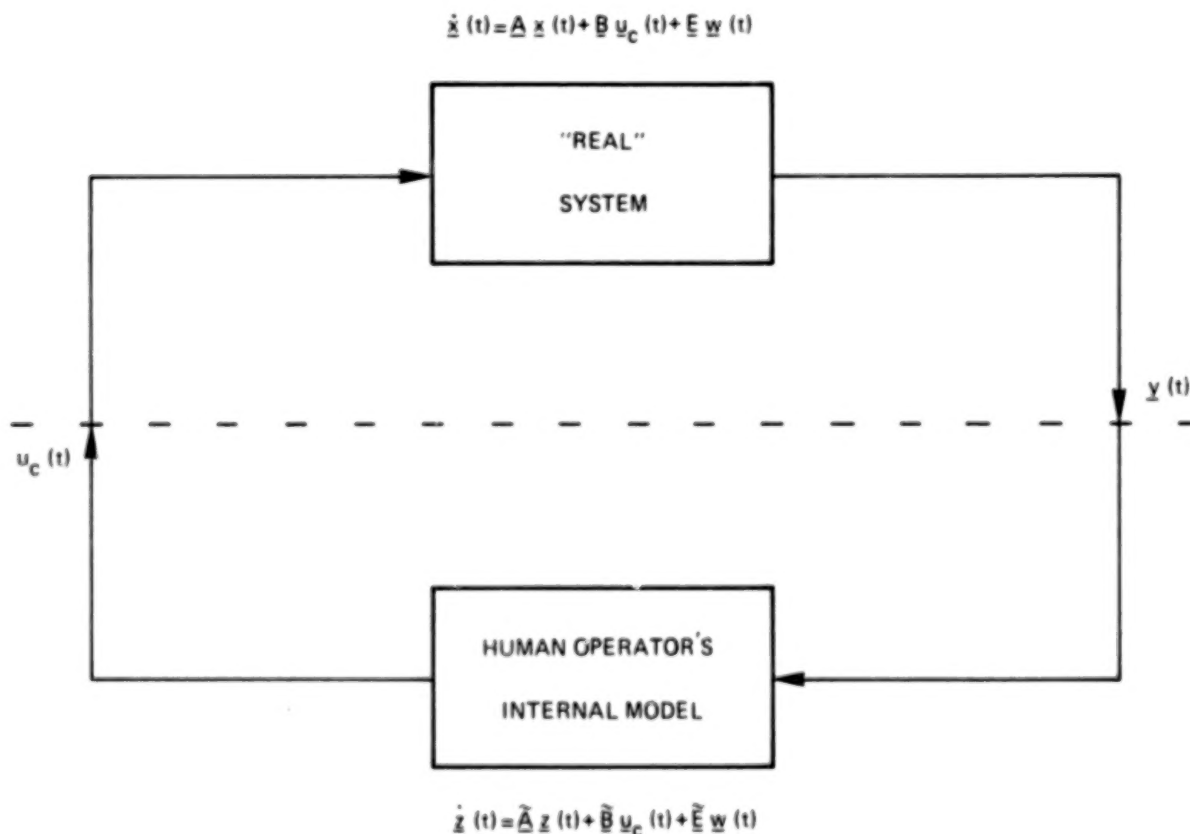 ẋ (t) = A x (t) + B u_c (t) + E w (t)
"REAL"
SYSTEM
y (t)
u_c (t)
HUMAN OPERATOR'S
INTERNAL MODEL
ż (t) = Ã z (t) + B̃ u_c (t) + Ẽ w (t)